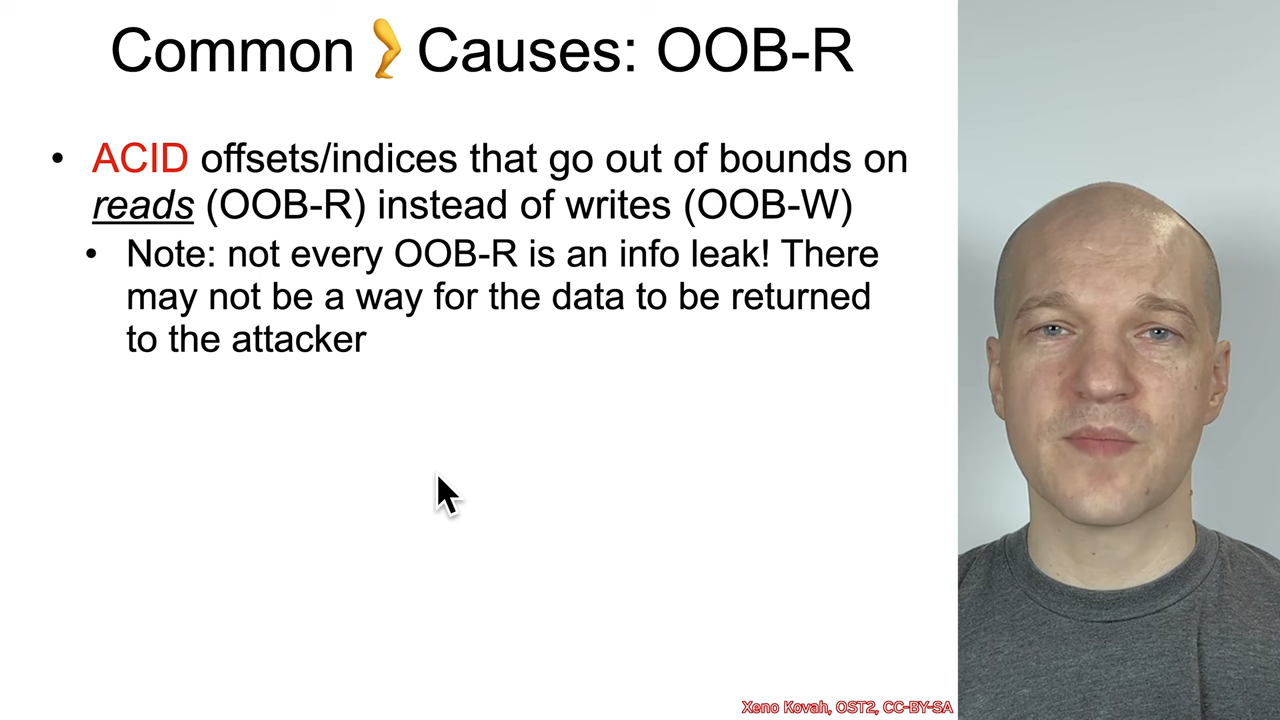 Common 🦵 Causes: OOB-R
• ACID offsets/indices that go out of bounds on
reads (OOB-R) instead of writes (OOB-W)
• Note: not every OOB-R is an info leak! There
may not be a way for the data to be returned
to the attacker
Xeno Kovah, OST2, CC-BY-SA